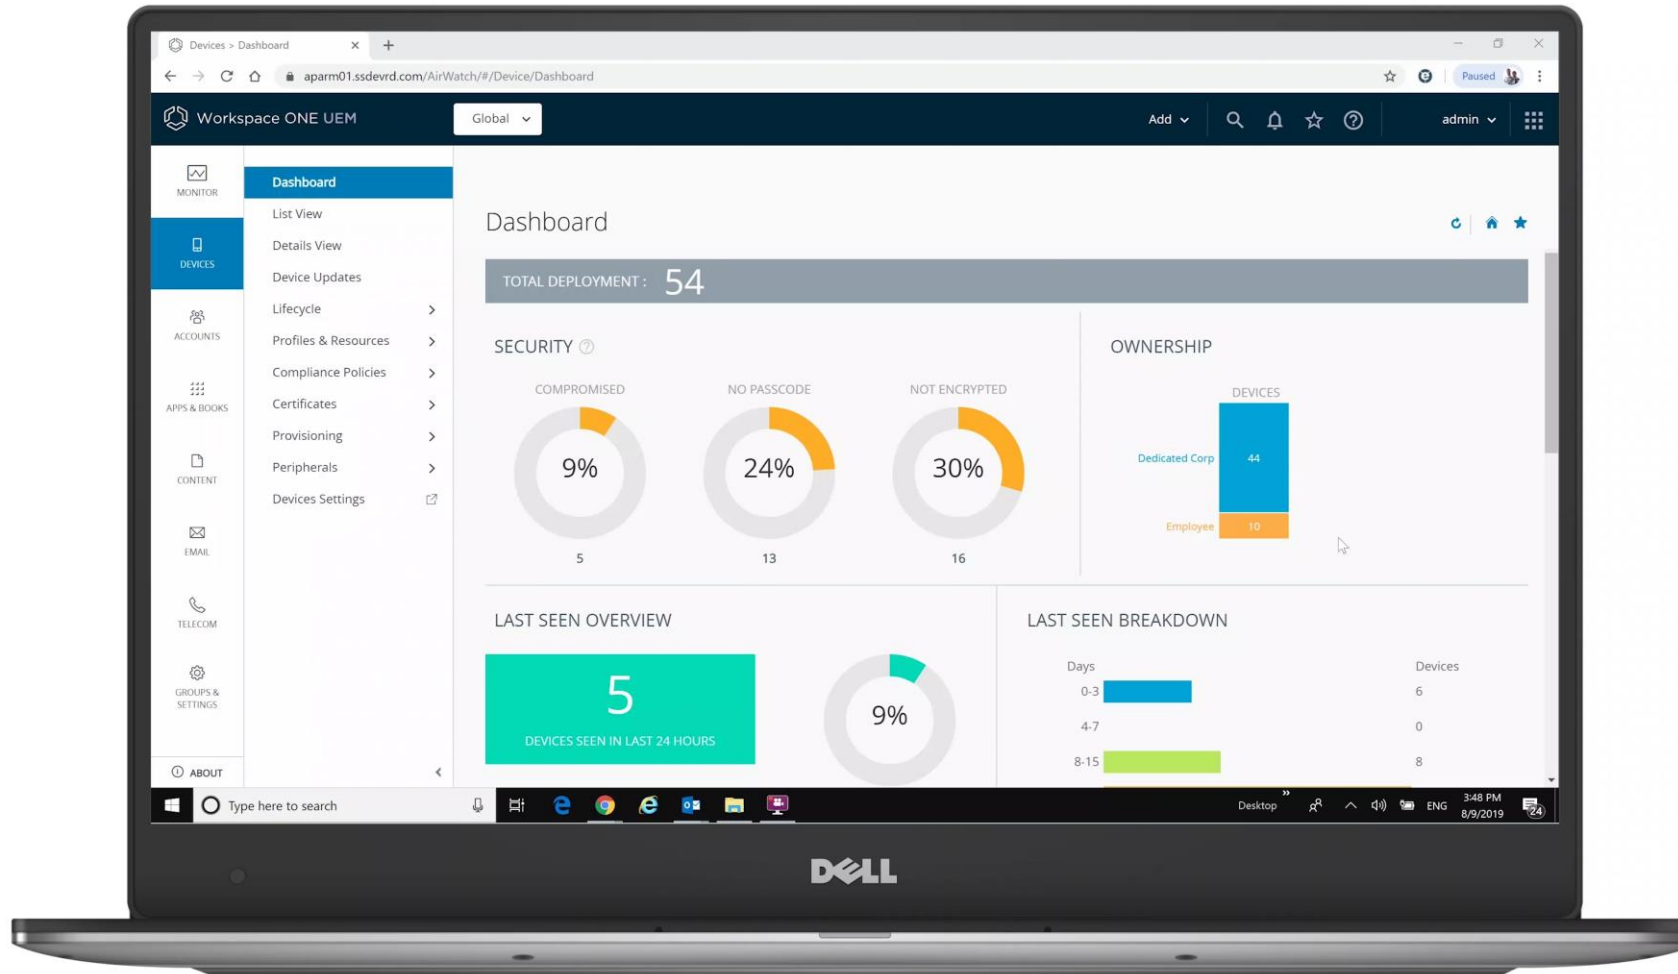 Devices > Dashboard
aparm01.ssdevrd.com/AirWatch/#/Device/Dashboard
Paused
Workspace ONE UEM
Global
Add
admin
MONITOR
DEVICES
ACCOUNTS
APPS & BOOKS
CONTENT
EMAIL
TELECOM
GROUPS &
SETTINGS
ABOUT
Dashboard
List View
Details View
Device Updates
Lifecycle
Profiles & Resources
Compliance Policies
Certificates
Provisioning
Peripherals
Devices Settings
Dashboard
TOTAL DEPLOYMENT : 54
SECURITY
COMPROMISED
9%
5
NO PASSCODE
24%
13
NOT ENCRYPTED
30%
16
OWNERSHIP
DEVICES
Dedicated Corp 44
Employee 10
LAST SEEN OVERVIEW
5
DEVICES SEEN IN LAST 24 HOURS
9%
LAST SEEN BREAKDOWN
Days Devices
0-3 6
4-7 0
8-15 8
Type here to search
Desktop
ENG
3:48 PM
8/9/2019
24
DELL